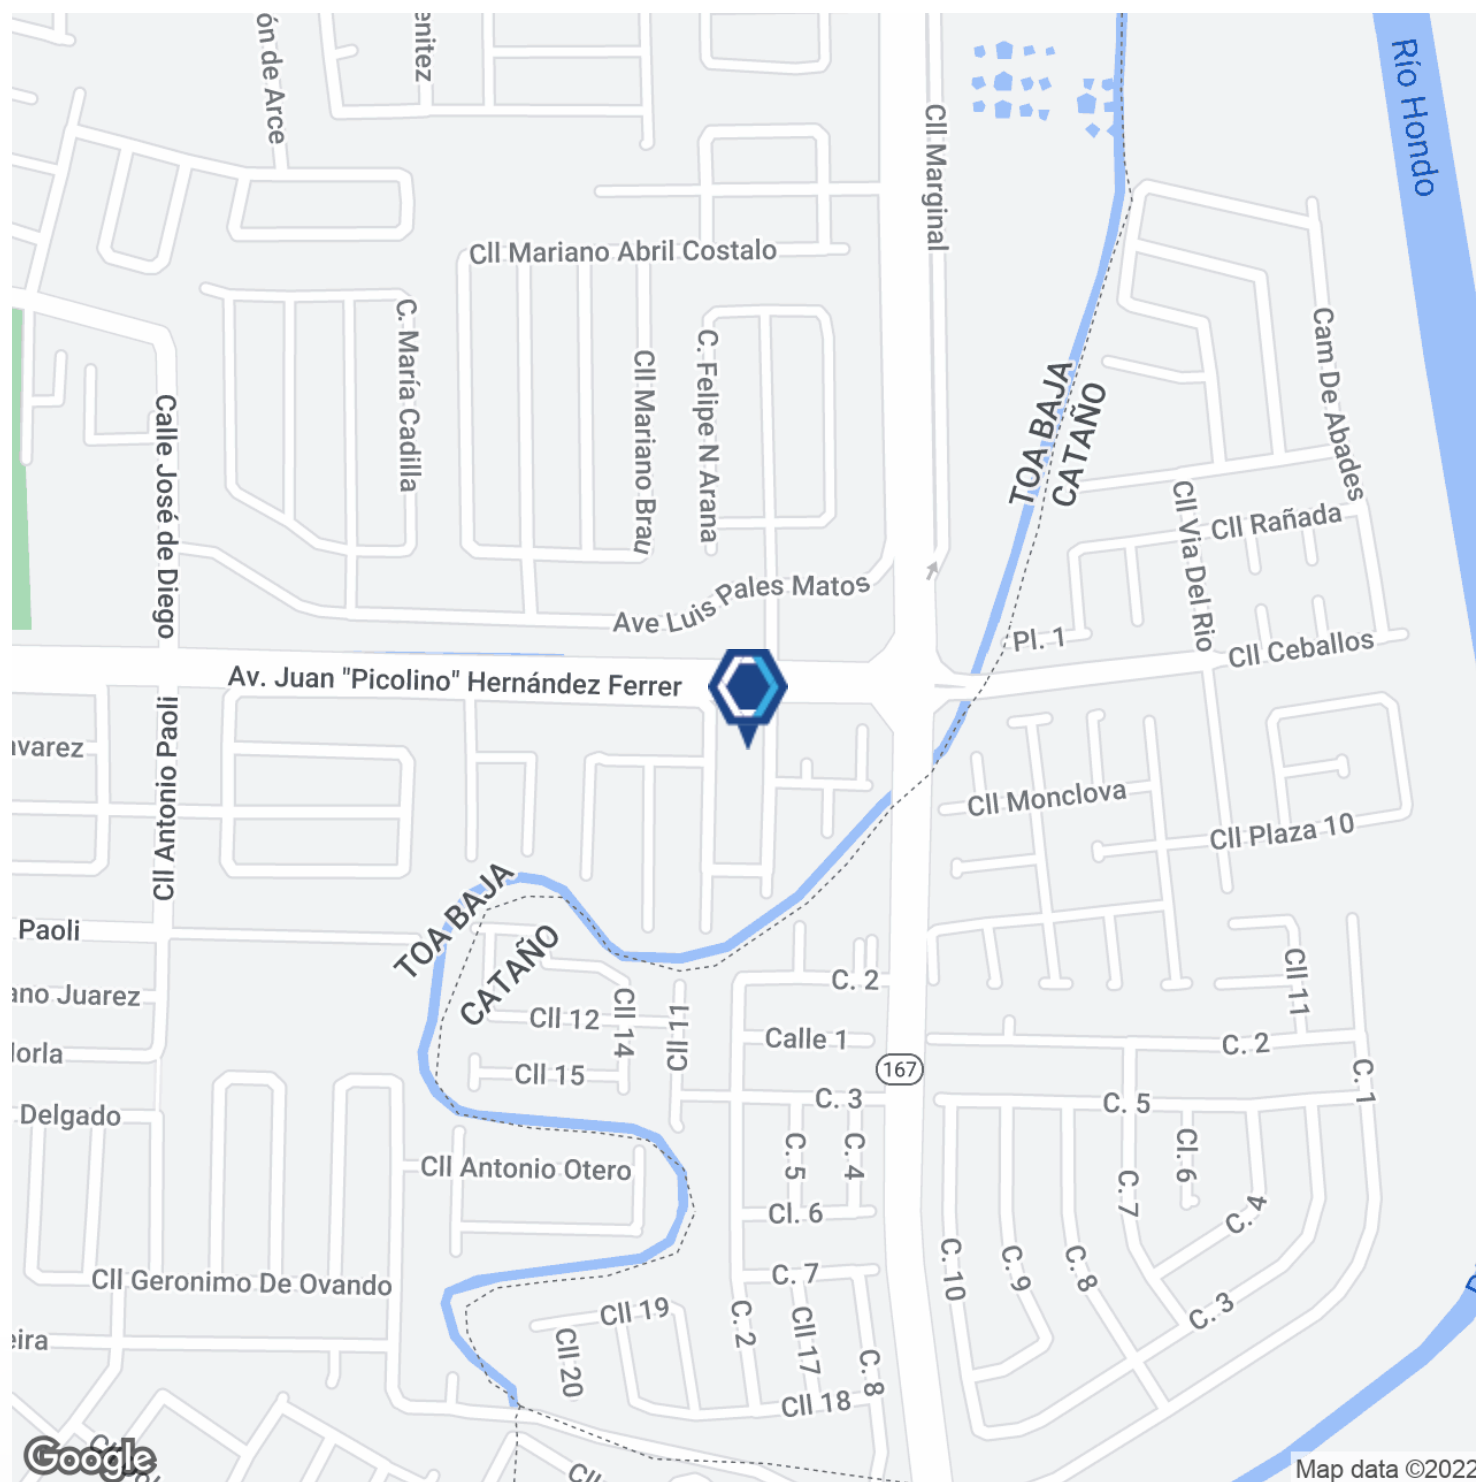 ón de Arce
enitez
Río Hondo
Cll Marginal
Cll Mariano Abril Costalo
C. María Cadilla
C. Felipe N Arana
Cll Mariano Brau
Cam De Abades
Calle José de Diego
TOA BAJA
CATAÑO
Cll Via Del Rio
Cll Rañada
Ave Luis Pales Matos
Pl. 1
Cll Ceballos
Av. Juan "Picolino" Hernández Ferrer
avarez
Cll Antonio Paoli
Cll Monclova
Cll Plaza 10
TOA BAJA
CATAÑO
Paoli
ano Juarez
Cll 12
Cll 14
Cll 11
C. 2
Cll 11
lorla
Calle 1
C. 2
167
Cll 15
C. 3
C. 5
C. 1
Delgado
Cll Antonio Otero
C. 5
C. 4
Cl. 6
C. 7
Cl. 6
C. 4
Cll Geronimo De Ovando
C. 7
C. 10
C. 9
C. 8
C. 3
eira
Cll 19
Cll 20
C. 2
Cll 17
C. 8
Cll 18
Google
Cll
Map data ©2022